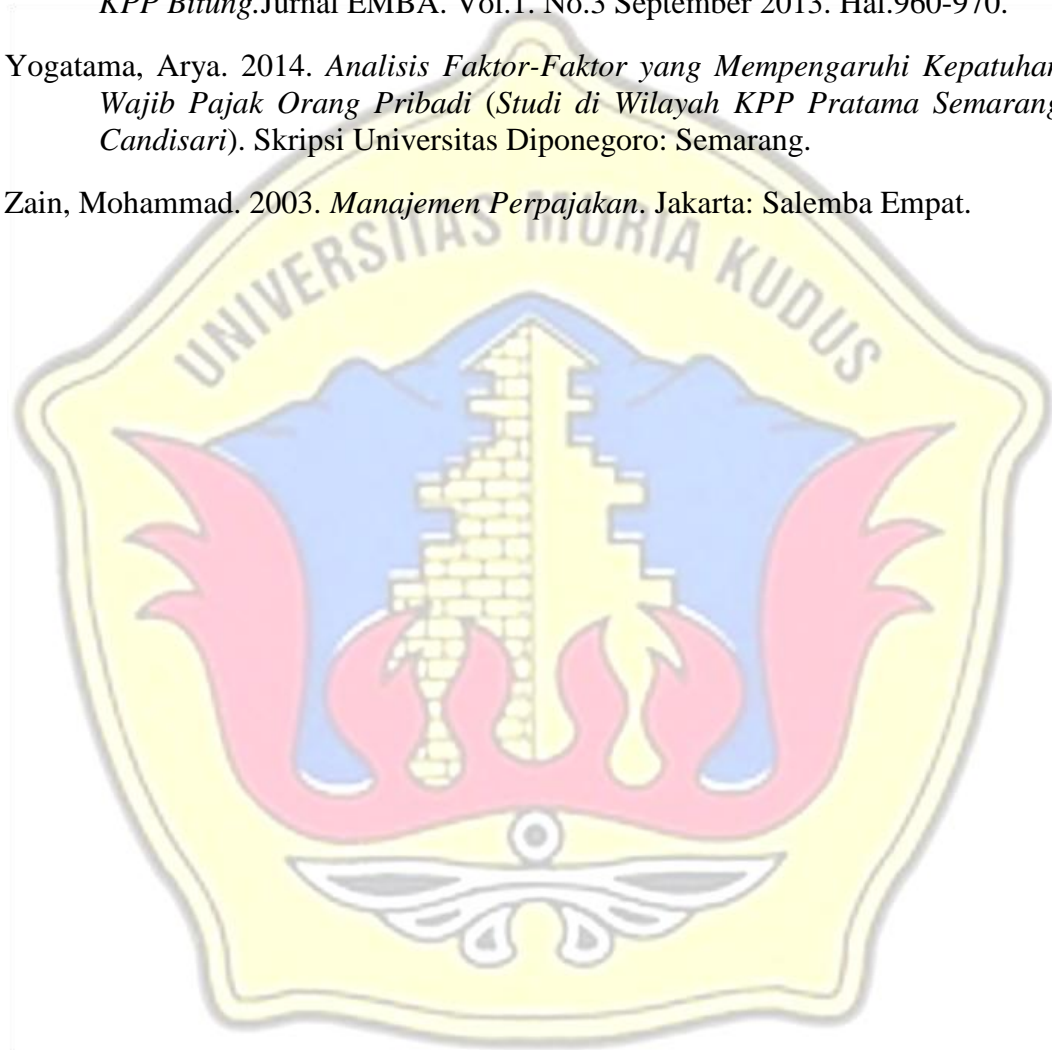 KPP Bitung.Jurnal EMBA. Vol.1. No.3 September 2013. Hal.960-970.
Yogatama, Arya. 2014. Analisis Faktor-Faktor yang Mempengaruhi Kepatuhan
Wajib Pajak Orang Pribadi (Studi di Wilayah KPP Pratama Semarang
Candisari). Skripsi Universitas Diponegoro: Semarang.
Zain, Mohammad. 2003. Manajemen Perpajakan. Jakarta: Salemba Empat.
UNIVERSITAS MURIA KUDUS